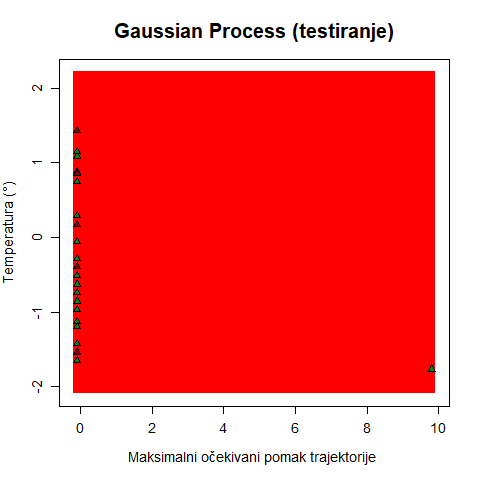 Gaussian Process (testiranje)
Temperatura (°)
2
1
0
-1
-2
0 2 4 6 8 10
Maksimalni očekivani pomak trajektorije